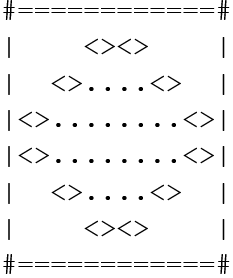 #============#
|    <><>    |
|  <>....<>  |
|<>........<>|
|<>........<>|
|  <>....<>  |
|    <><>    |
#============#